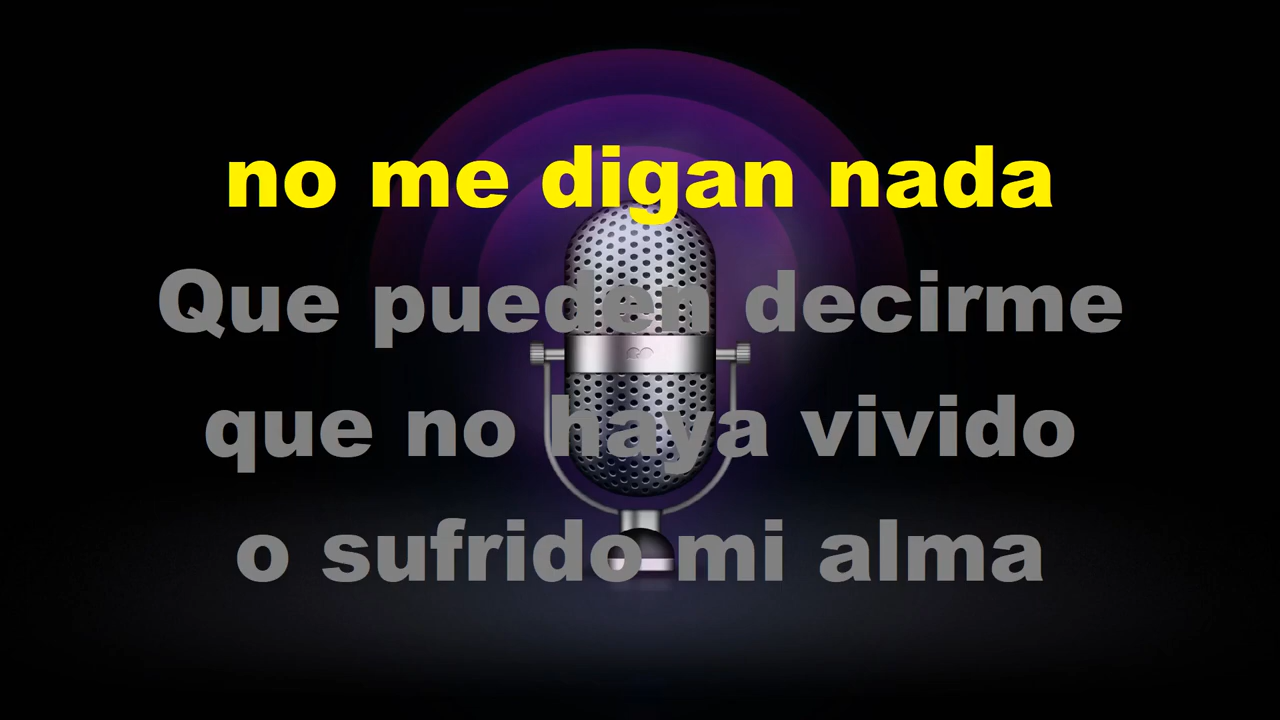 no me digan nada
Que pueden decirme
que no haya vivido
o sufrido mi alma